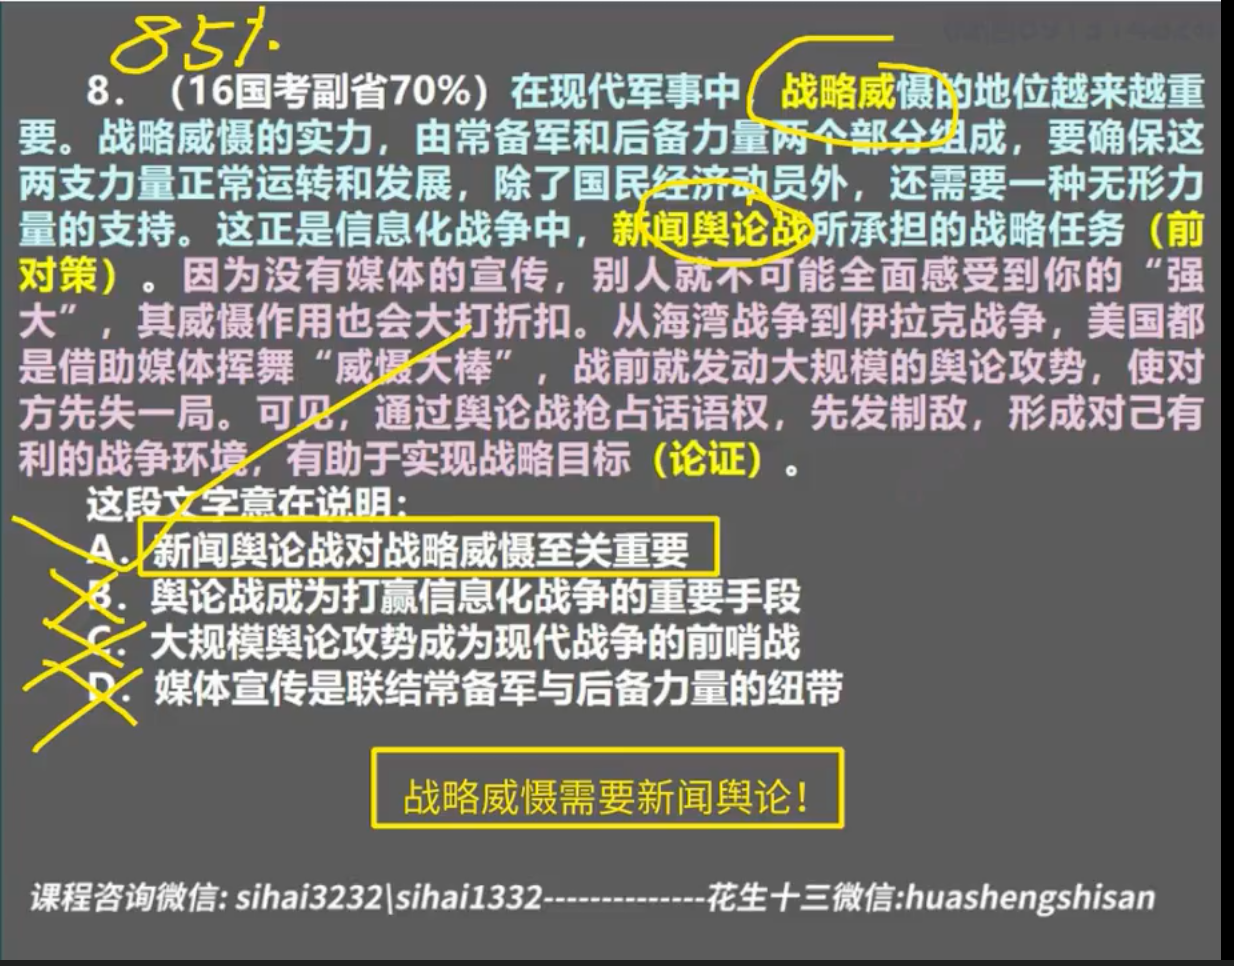 85%.
8. （16国考副省70%）在现代军事中，战略威慑的地位越来越重
要。战略威慑的实力，由常备军和后备力量两个部分组成，要确保这
两支力量正常运转和发展，除了国民经济动员外，还需要一种无形力
量的支持。这正是信息化战争中，新闻舆论战所承担的战略任务（前
对策）。因为没有媒体的宣传，别人就不可能全面感受到你的“强
大”，其威慑作用也会大打折扣。从海湾战争到伊拉克战争，美国都
是借助媒体挥舞“威慑大棒”，战前就发动大规模的舆论攻势，使对
方先失一局。可见，通过舆论战抢占话语权，先发制敌，形成对己有
利的战争环境，有助于实现战略目标（论证）。
这段文字意在说明：
A. 新闻舆论战对战略威慑至关重要
B. 舆论战成为打赢信息化战争的重要手段
C. 大规模舆论攻势成为现代战争的前哨战
D. 媒体宣传是联结常备军与后备力量的纽带
战略威慑需要新闻舆论！
课程咨询微信: sihai3232\sihai1332--------------花生十三微信:huashengshisan